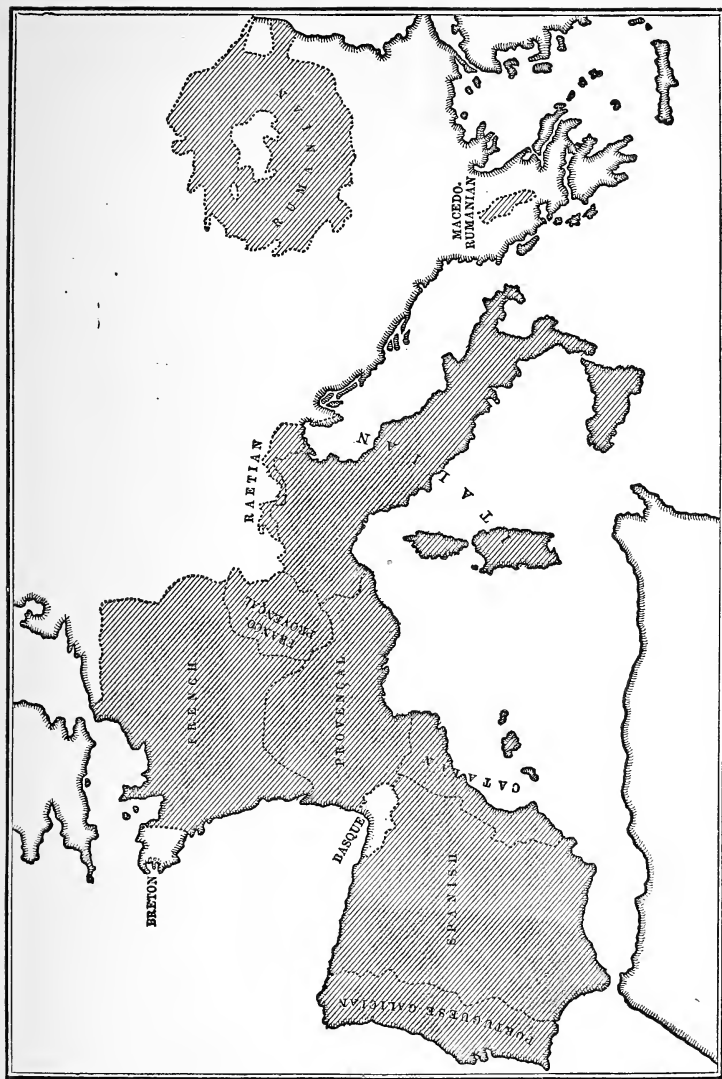 BRETON
FRENCH
FRANCO-
PROVENÇAL
PROVENÇAL
BASQUE
PORTUGUESE-GALICIAN
SPANISH
CATALAN
RAETIAN
ITALIAN
RUMANIAN
MACEDO-
RUMANIAN